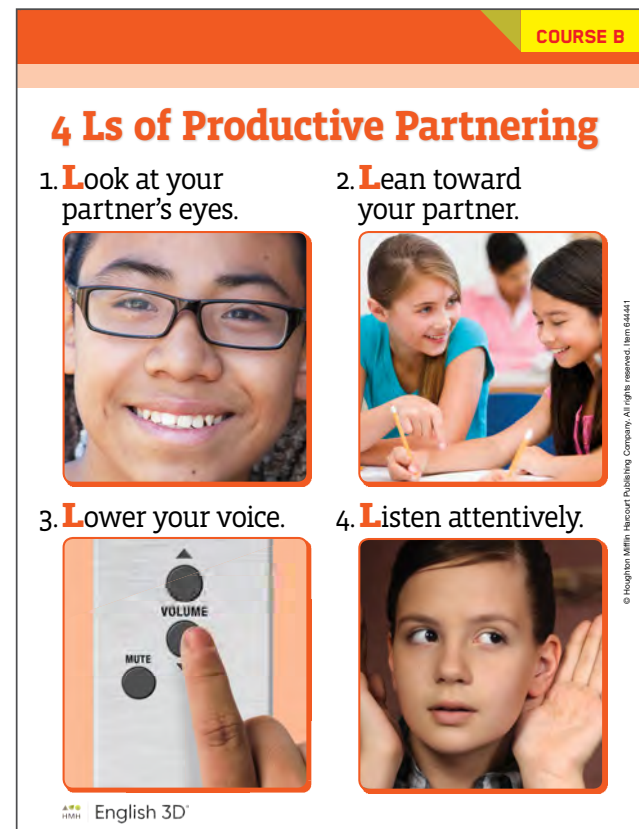 COURSE B
4 Ls of Productive Partnering
1. Look at your
partner's eyes.
2. Lean toward
your partner.
3. Lower your voice.
VOLUME
MUTE
4. Listen attentively.
© Houghton Mifflin Harcourt Publishing Company. All rights reserved. Item 644441
HMH
English 3D™